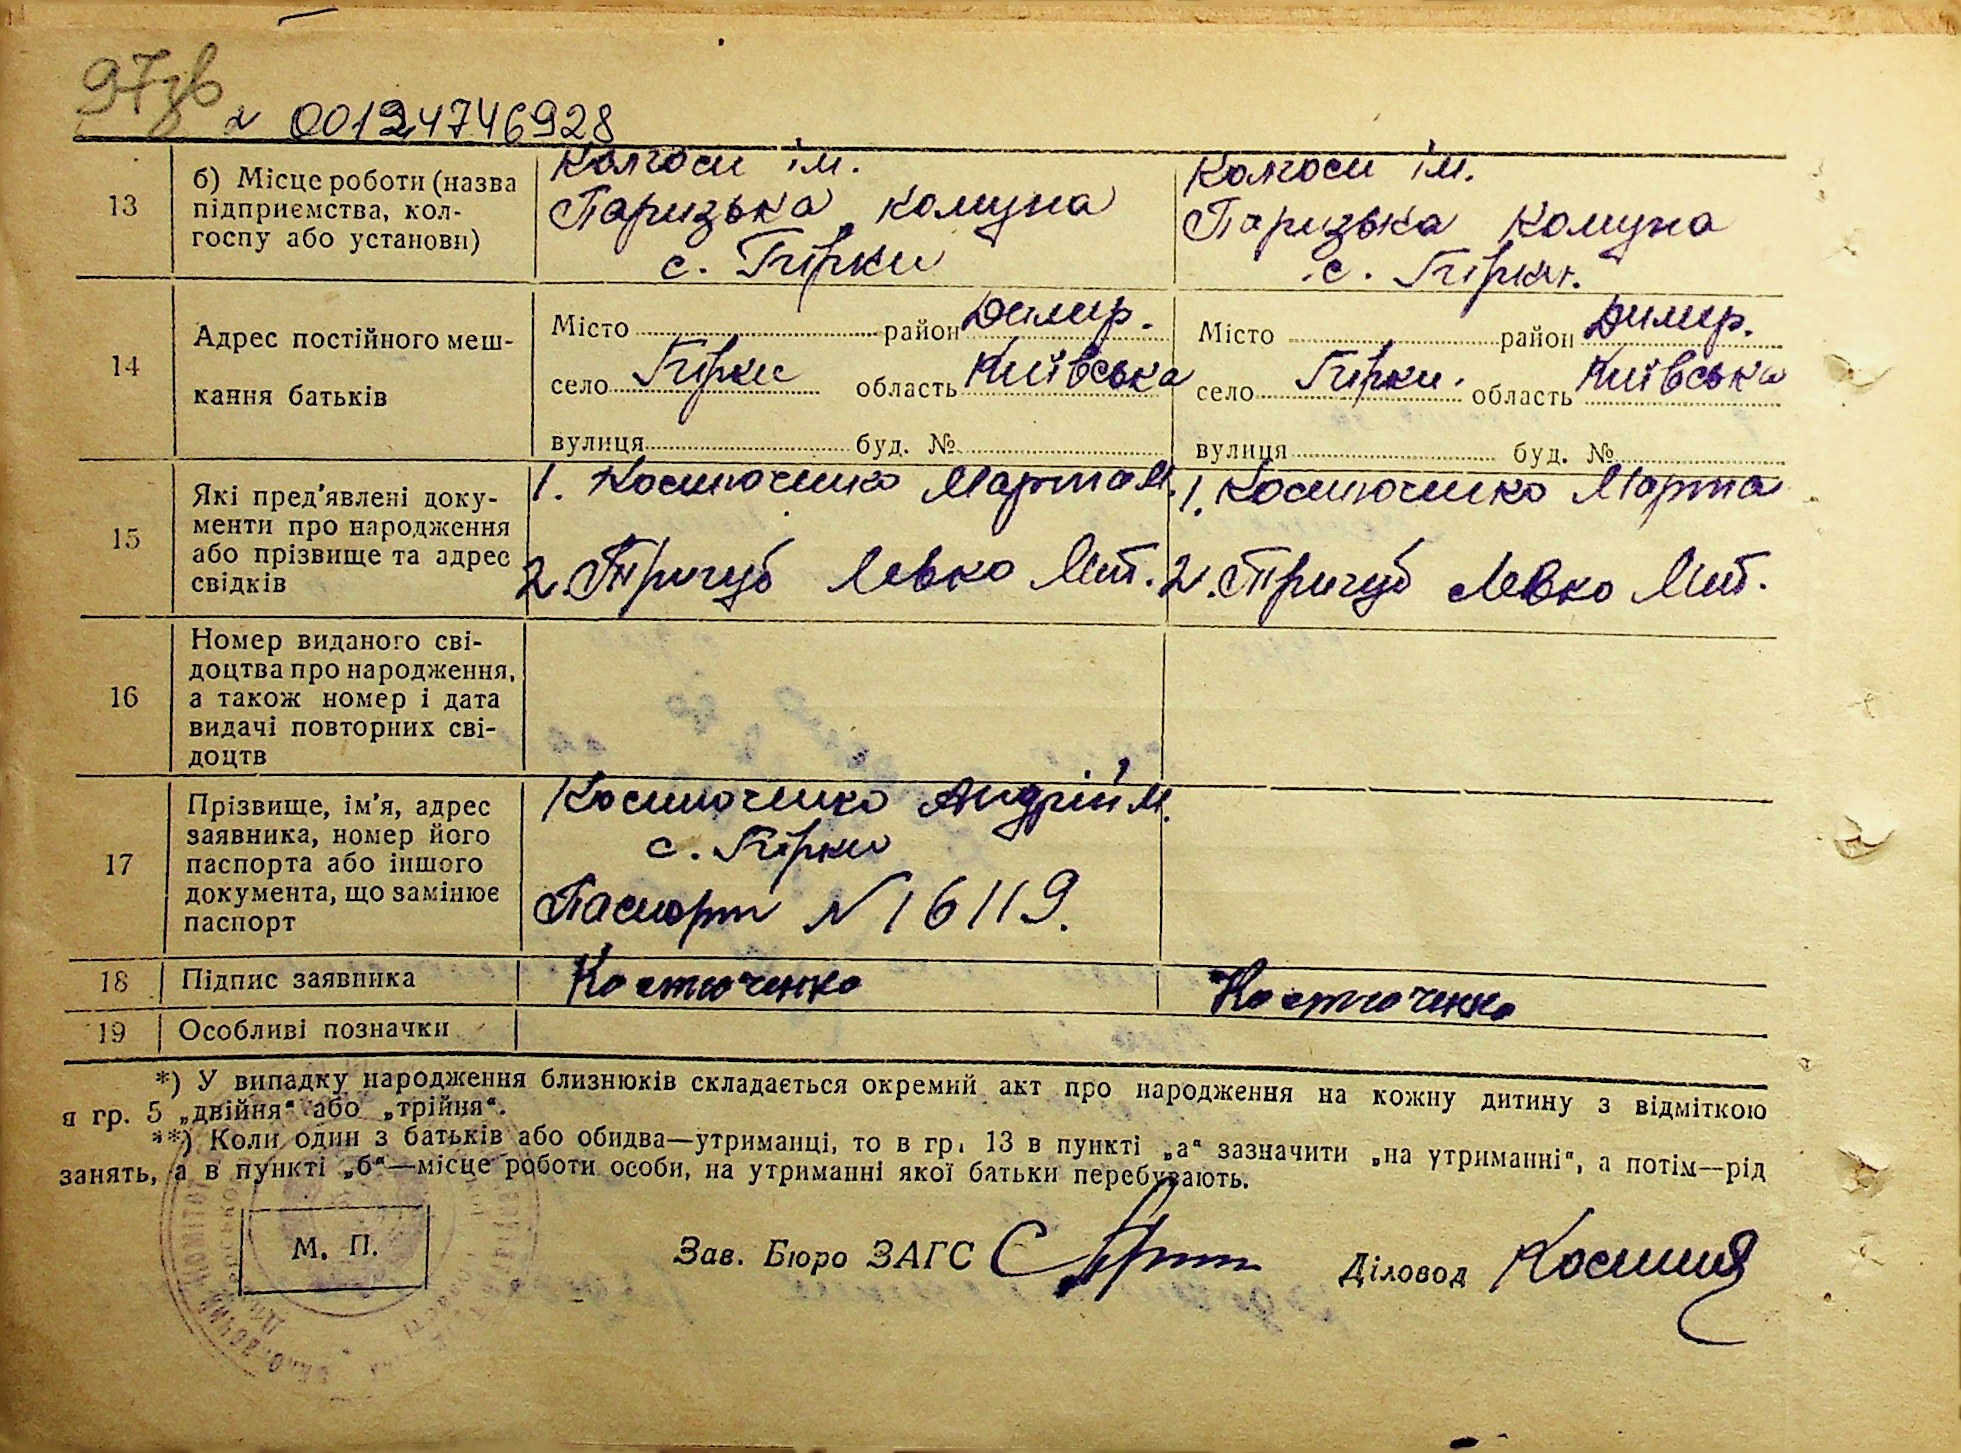 97зв
00124746928
13
б) Місце роботи (назва підприємства, кол-
госпу або установи)
Колгосп ім.
Паризька комуна
с. Гірки
Колгосп ім.
Паризька комуна
с. Гірки.
14
Адрес постійного меш-
кання батьків
Місто район Димир.
село Гірки область Київська
вулиця буд. №
Місто район Димир.
село Гірки. область Київська
вулиця буд. №
15
Які пред'явлені доку-
менти про народження
або прізвище та адрес
свідків
1. Костюченко Марта М.
2. Тригуб Левко Мит.
1. Костюченко Марта
2. Тригуб Левко Мит.
16
Номер виданого сві-
доцтва про народження,
а також номер і дата
видачі повторних сві-
доцтв
17
Прізвище, ім'я, адрес
заявника, номер його
паспорта або іншого
документа, що замінює
паспорт
Костюченко Андрій М.
с. Гірки
Паспорт N 16119.
18
Підпис заявника
Костюченко
Костюченко
19
Особливі позначки
*) У випадку народження близнюків складається окремий акт про народження на кожну дитину з відміткою
я гр. 5 „двійня“ або „трійня“.
**) Коли один з батьків або обидва—утриманці, то в гр. 13 в пункті „а“ зазначити „на утриманні“, а потім—рід
занять, а в пункті „б“—місце роботи особи, на утриманні якої батьки перебувають.
М. П.
Зав. Бюро ЗАГС
Діловод